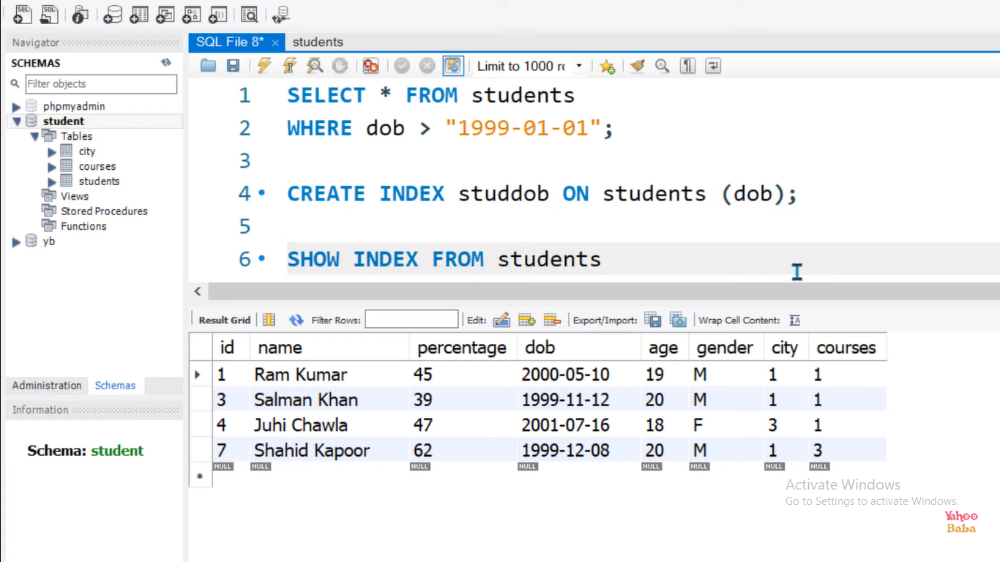 SQL SQL
Navigator
SCHEMAS
Filter objects
phpmyadmin
student
Tables
city
courses
students
Views
Stored Procedures
Functions
yb
Administration Schemas
Information
Schema: student
SQL File 8* × students
Limit to 1000 rc
1 SELECT * FROM students
2 WHERE dob > "1999-01-01";
3
4 CREATE INDEX studdob ON students (dob);
5
6 SHOW INDEX FROM students
Result Grid Filter Rows: Edit: Export/Import: Wrap Cell Content:
id name percentage dob age gender city courses
1 Ram Kumar 45 2000-05-10 19 M 1 1
3 Salman Khan 39 1999-11-12 20 M 1 1
4 Juhi Chawla 47 2001-07-16 18 F 3 1
7 Shahid Kapoor 62 1999-12-08 20 M 1 3
NULL NULL NULL NULL NULL NULL NULL NULL
Activate Windows
Go to Settings to activate Windows.
Yahoo
Baba